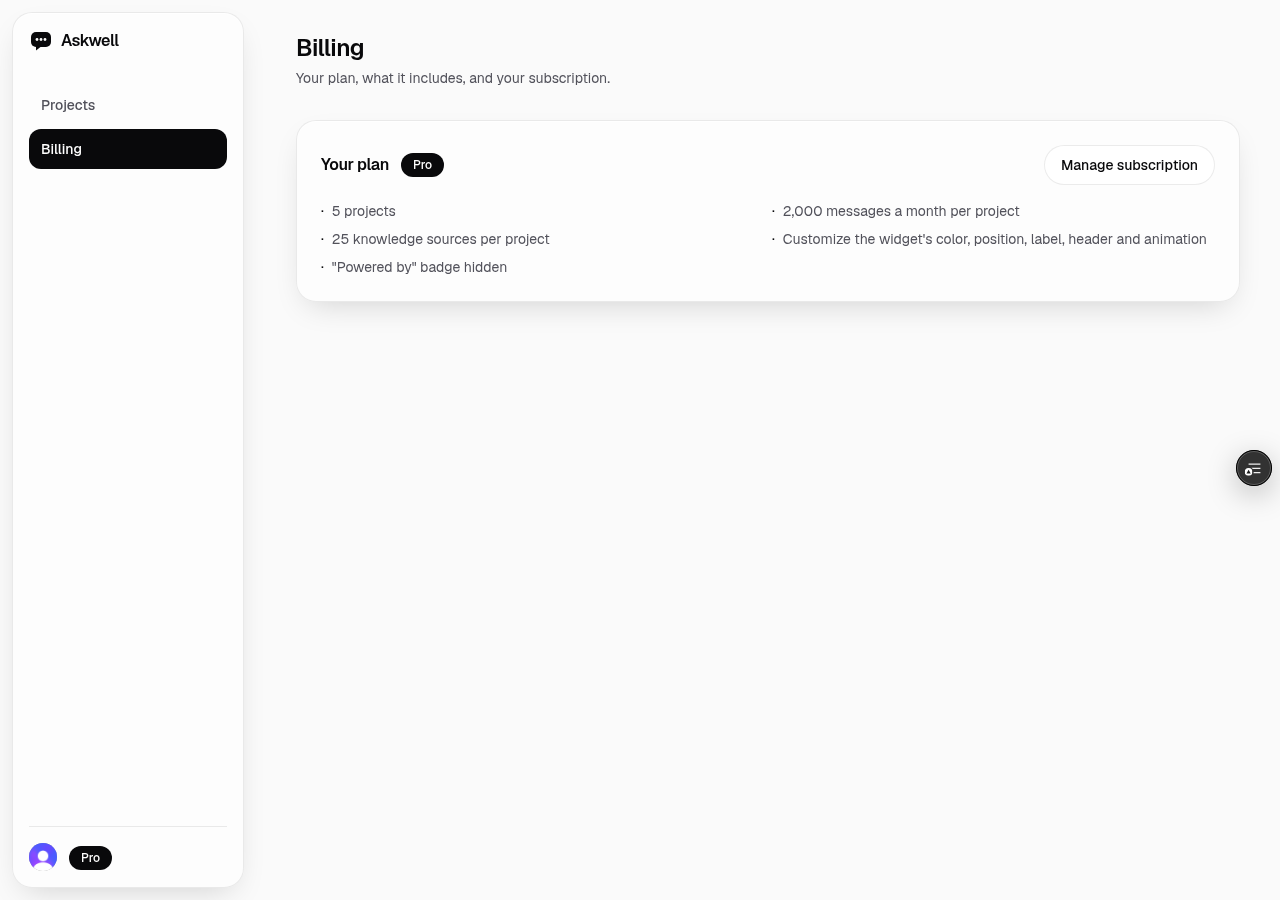 Askwell
Projects
Billing
Pro
Billing
Your plan, what it includes, and your subscription.
Your plan
Pro
Manage subscription
· 5 projects
· 2,000 messages a month per project
· 25 knowledge sources per project
· Customize the widget's color, position, label, header and animation
· "Powered by" badge hidden